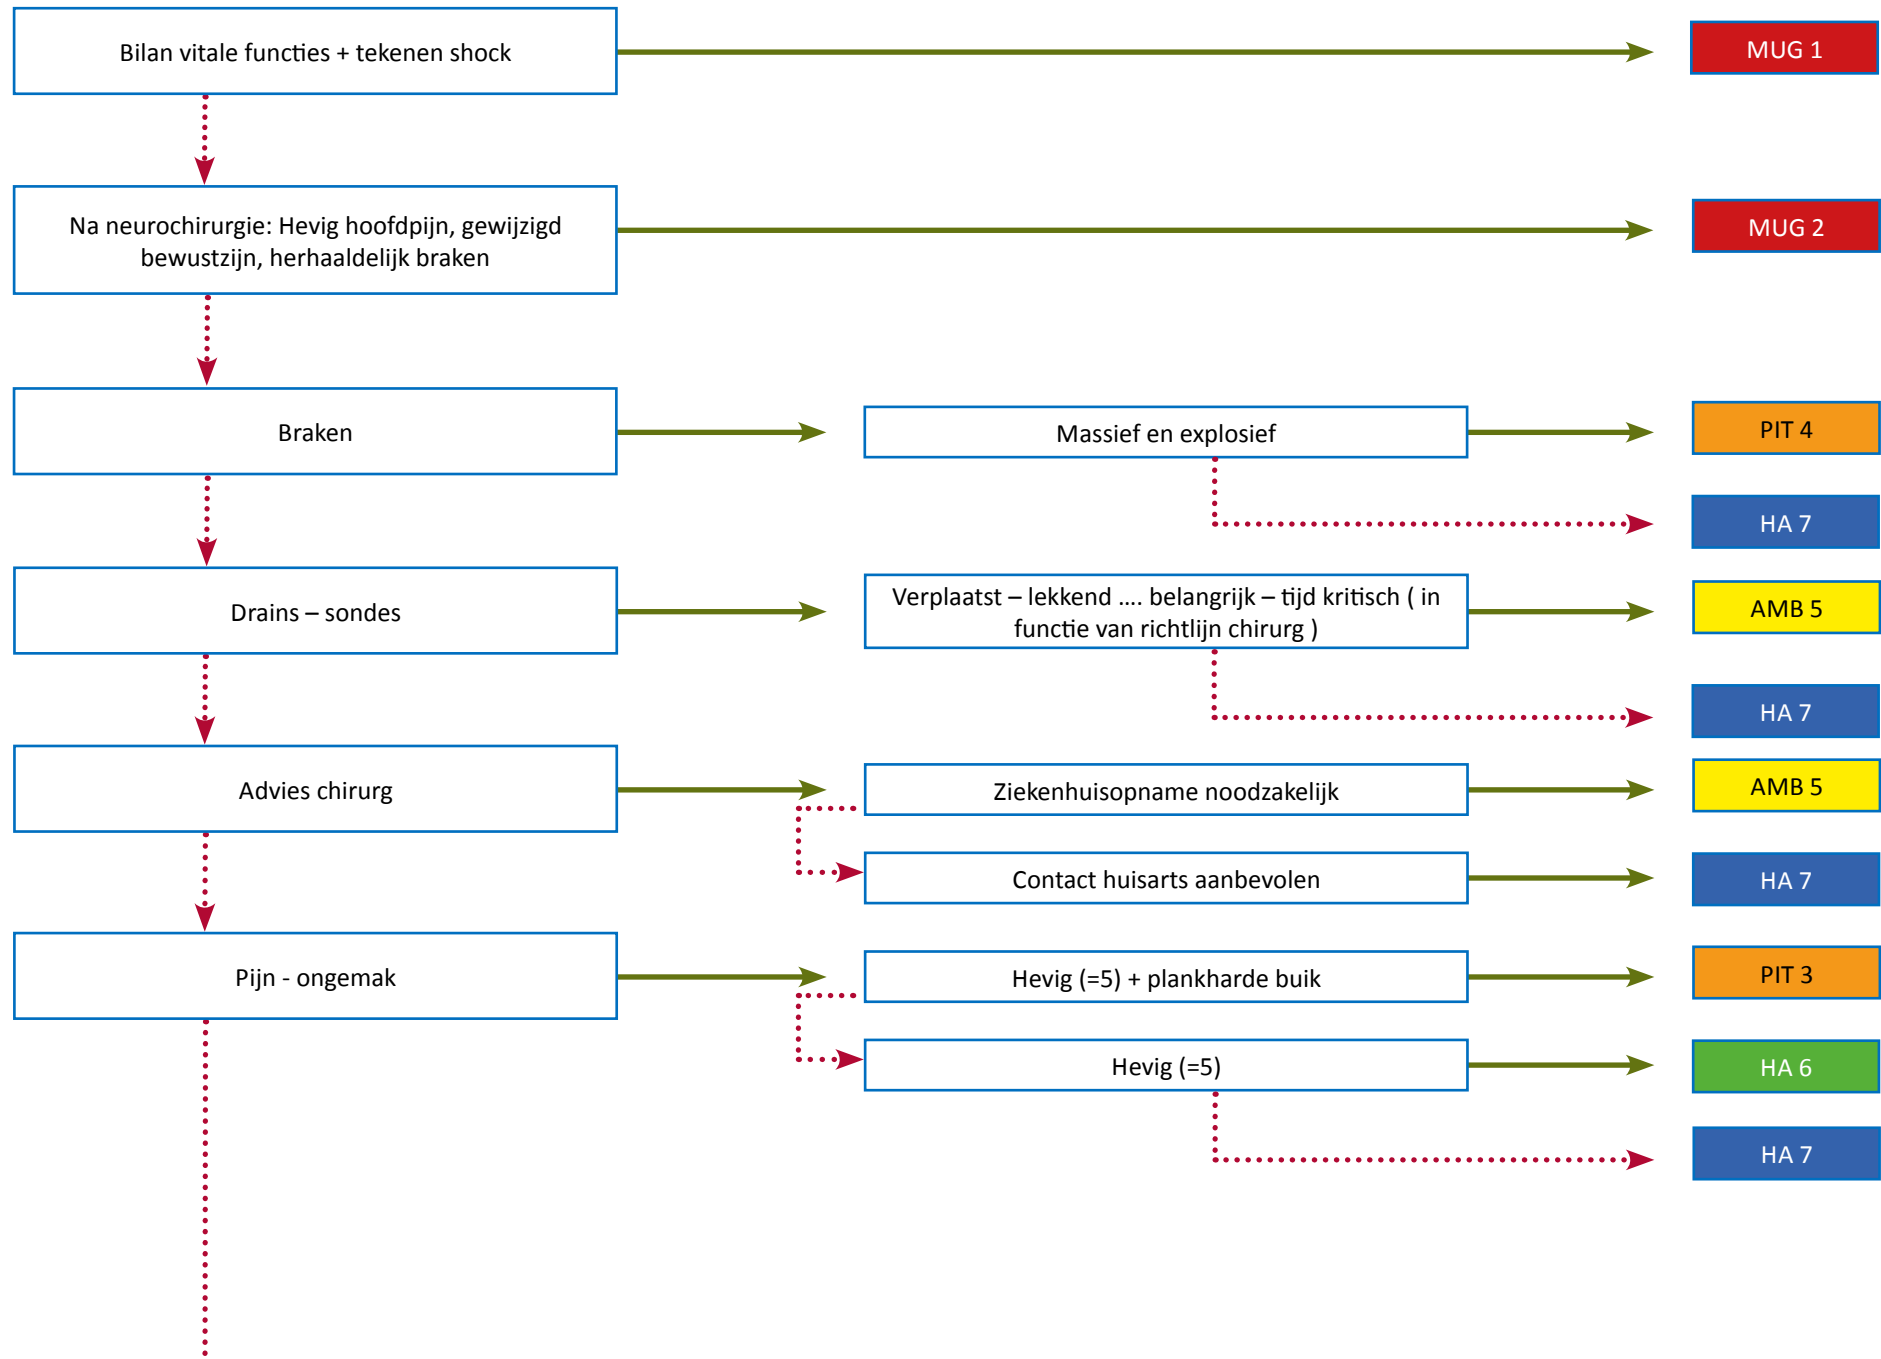 Bilan vitale functies + tekenen shock
MUG 1
Na neurochirurgie: Hevig hoofdpijn, gewijzigd
bewustzijn, herhaaldelijk braken
MUG 2
Braken
Massief en explosief
PIT 4
HA 7
Drains – sondes
Verplaatst – lekkend .... belangrijk – tijd kritisch ( in
functie van richtlijn chirurg )
AMB 5
HA 7
Advies chirurg
Ziekenhuisopname noodzakelijk
AMB 5
Contact huisarts aanbevolen
HA 7
Pijn - ongemak
Hevig (=5) + plankharde buik
PIT 3
Hevig (=5)
HA 6
HA 7